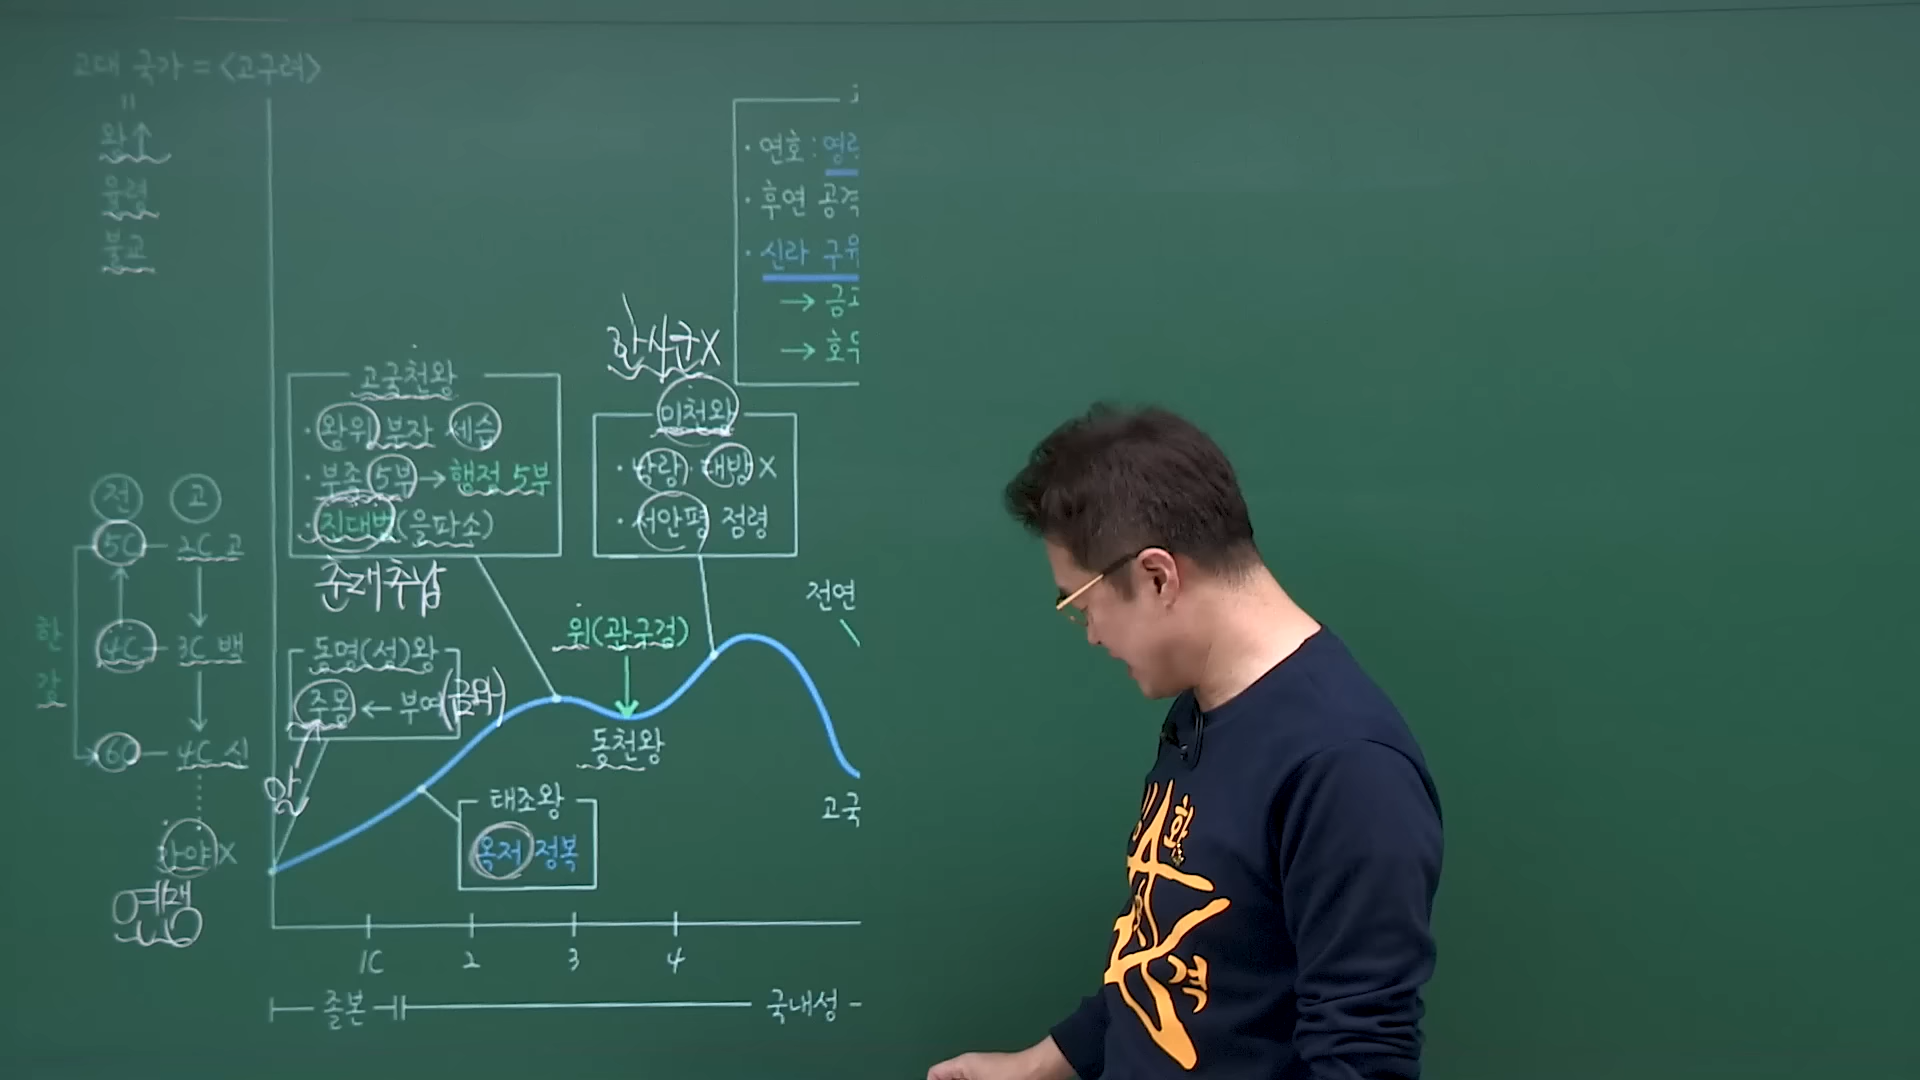 고대 국가 = <고구려>
=
왕↑
율령
불교
· 연호 : 영
· 후연 공격
· 신라 구
→ 금
→ 호
한사군X
고국천왕
· 왕위 부자 세습
· 부족 5부 → 행정 5부
· 진대법(을파소)
춘대추납
미천왕
· 낙랑 · 대방 X
· 서안평 점령
전 고
5C - 2C 고
4C - 3C 백
6C - 4C 신
한강
가야X
연맹
동명(성)왕
주몽 ← 부여(금와)
알
위(관구검)
동천왕
전연
고국
태조왕
옥저 정복
1C 2 3 4
졸본 국내성